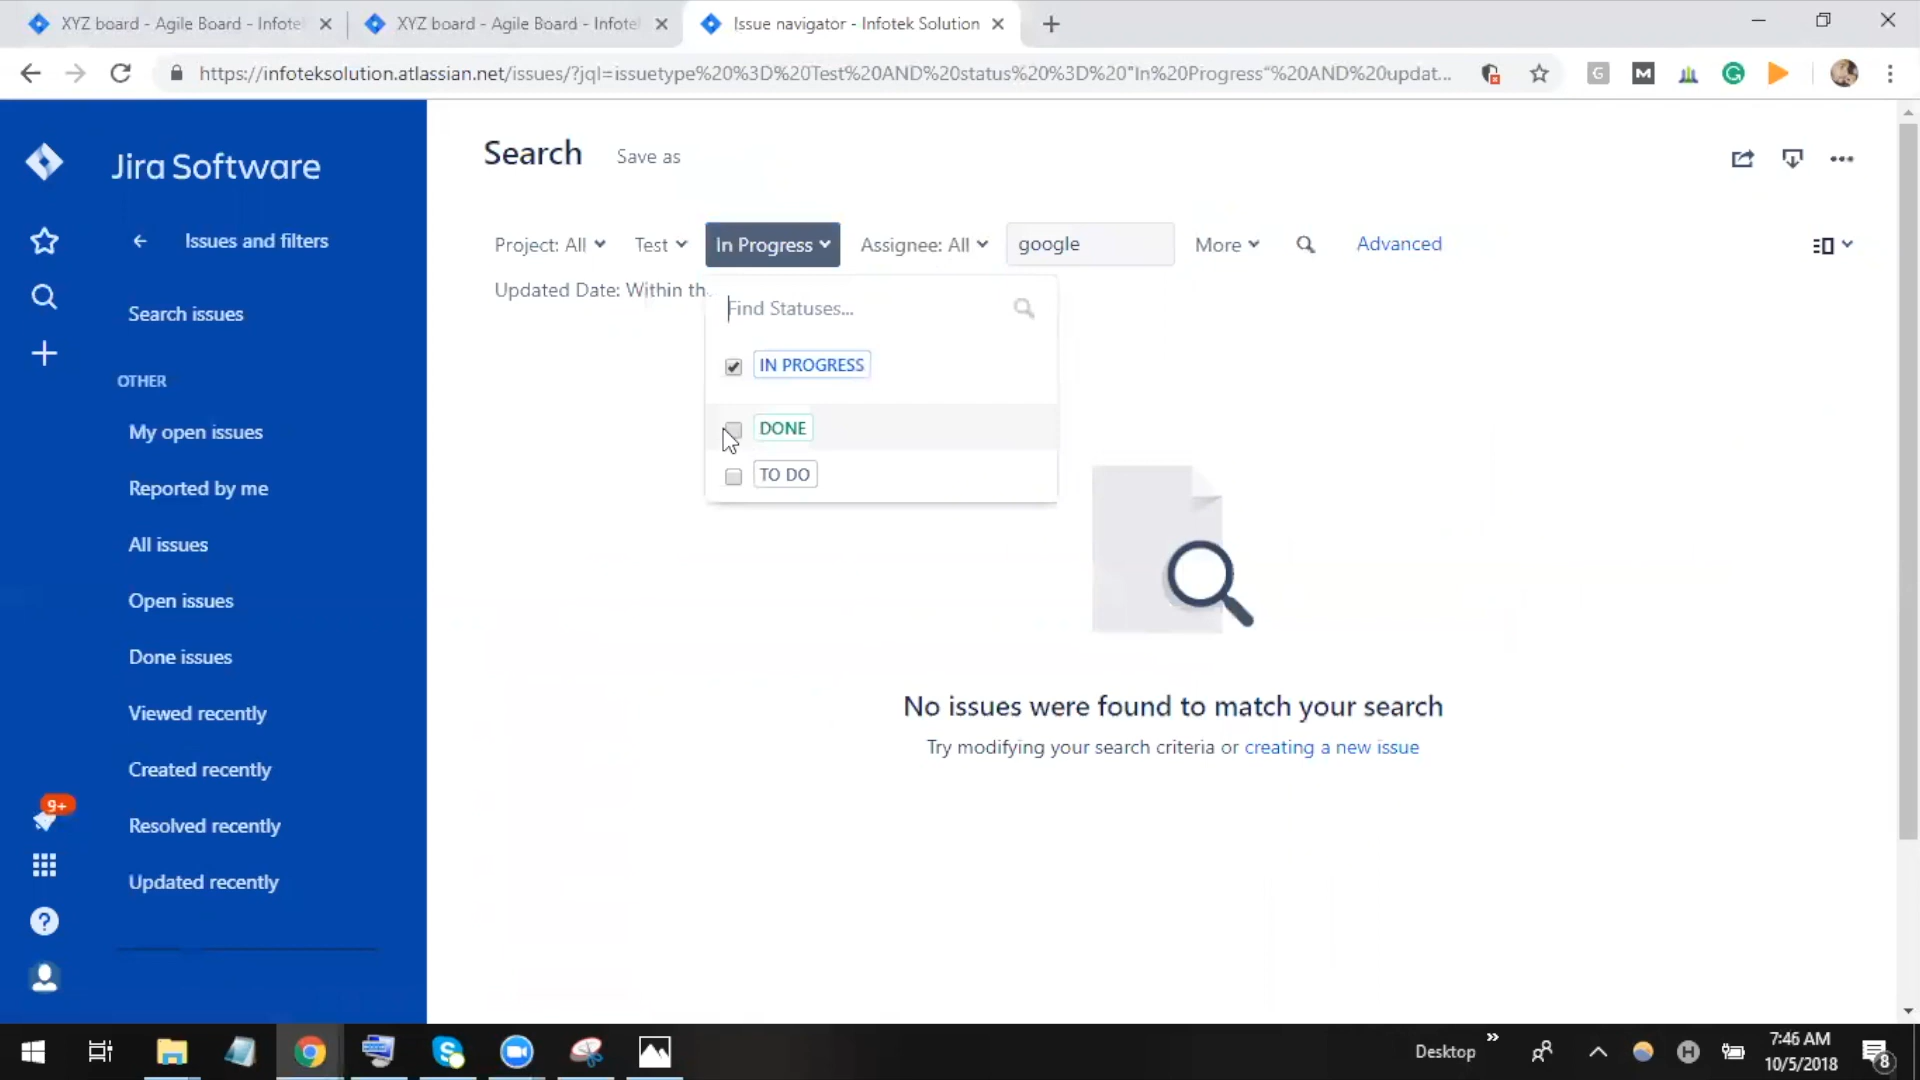 XYZ board - Agile Board - Infote
XYZ board - Agile Board - Infote
Issue navigator - Infotek Solution
https://infoteksolution.atlassian.net/issues/?jql=issuetype%20%3D%20Test%20AND%20status%20%3D%20"In%20Progress"%20AND%20updat...
Jira Software
Issues and filters
Search issues
OTHER
My open issues
Reported by me
All issues
Open issues
Done issues
Viewed recently
Created recently
Resolved recently
Updated recently
9+
Search
Save as
Project: All
Test
In Progress
Assignee: All
google
More
Advanced
Updated Date: Within th
Find Statuses...
IN PROGRESS
DONE
TO DO
No issues were found to match your search
Try modifying your search criteria or creating a new issue
Desktop
7:46 AM
10/5/2018
8